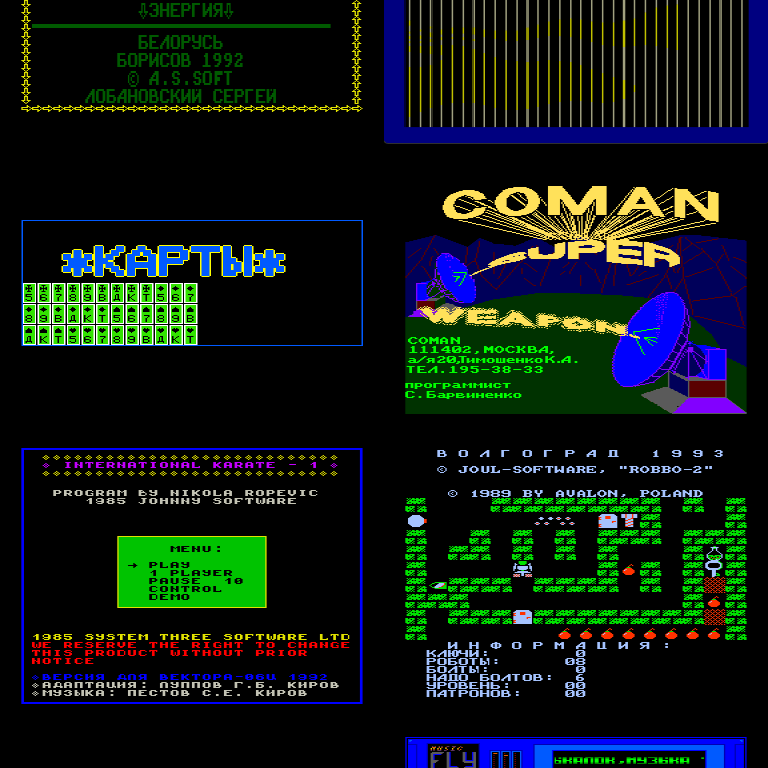 ⇩ЭНЕРГИЯ⇩
БЕЛОРУСЬ
БОРИСОВ 1992
© A.S.SOFT
ЛОБАНОВСКИЙ СЕРГЕЙ
*КАРТЫ*
5 6 7 8 9 В Д К Т 5 6 7
8 9 В Д К Т 5 6 7 8 9 В
Д К Т 5 6 7 8 9 В Д К Т
COMAN
SUPER
WEAPON
COMAN
111402,МОСКВА,
а/я20,ТимошенкоК.А.
ТЕЛ.195-38-33
программист
С.Барвиненко
INTERNATIONAL KARATE - 1
PROGRAM BY NIKOLA ROPEVIC
1985 JOHNNY SOFTWARE
MENU:
→ PLAY
1 PLAYER
PAUSE 10
CONTROL
DEMO
1985 SYSTEM THREE SOFTWARE LTD
WE RESERVE THE RIGHT TO CHANGE
THIS PRODUCT WITHOUT PRIOR
NOTICE
ВЕРСИЯ ДЛЯ ВЕКТОРА-06Ц 1992
АДАПТАЦИЯ: ЛУППОВ Г.Б. КИРОВ
МУЗЫКА: ПЕСТОВ С.Е. КИРОВ
ВОЛГОГРАД 1993
© JOUL-SOFTWARE, "ROBBO-2"
© 1989 BY AVALON, POLAND
ИНФОРМАЦИЯ:
КЛЮЧИ: 0
РОБОТЫ: 08
БОЛТЫ: 0
НАДО БОЛТОВ: 6
УРОВЕНЬ: 00
ПАТРОНОВ: 00
MUSIC
FLY
БКАЛОК,МУЗЫКА